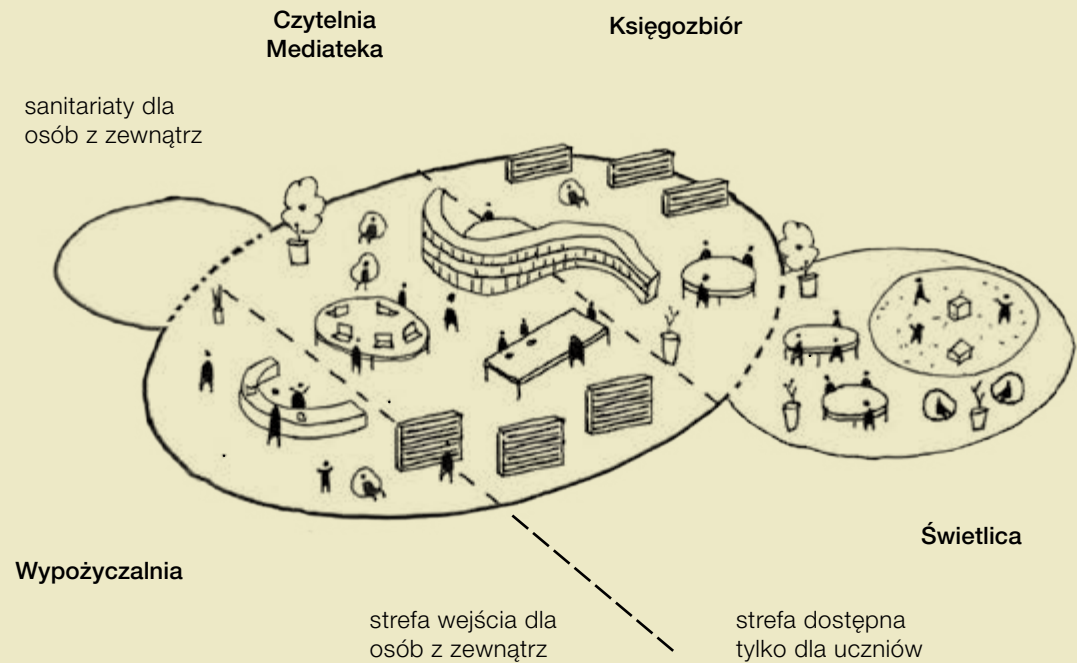 Czytelnia
Mediateka
Księgozbiór
sanitariaty dla
osób z zewnątrz
Świetlica
Wypożyczalnia
strefa wejścia dla
osób z zewnątrz
strefa dostępna
tylko dla uczniów